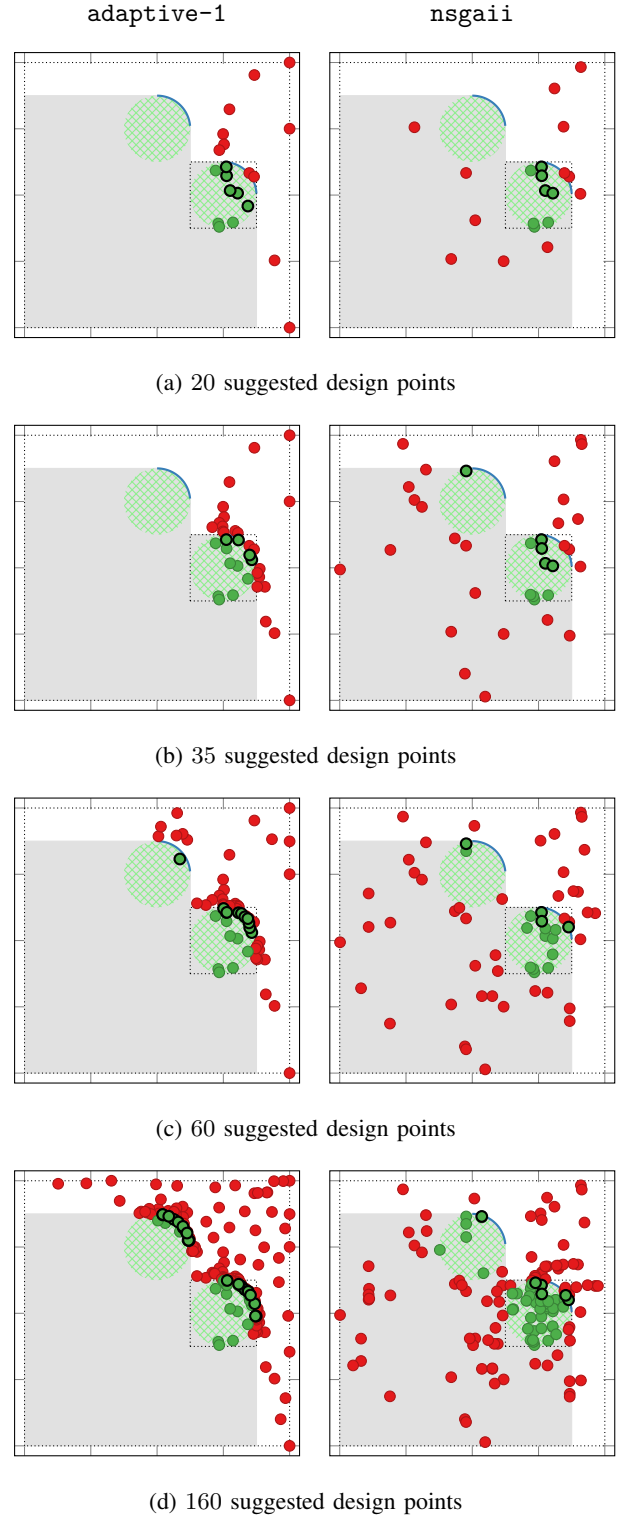 adaptive-1 nsgaii
(a) 20 suggested design points
(b) 35 suggested design points
(c) 60 suggested design points
(d) 160 suggested design points